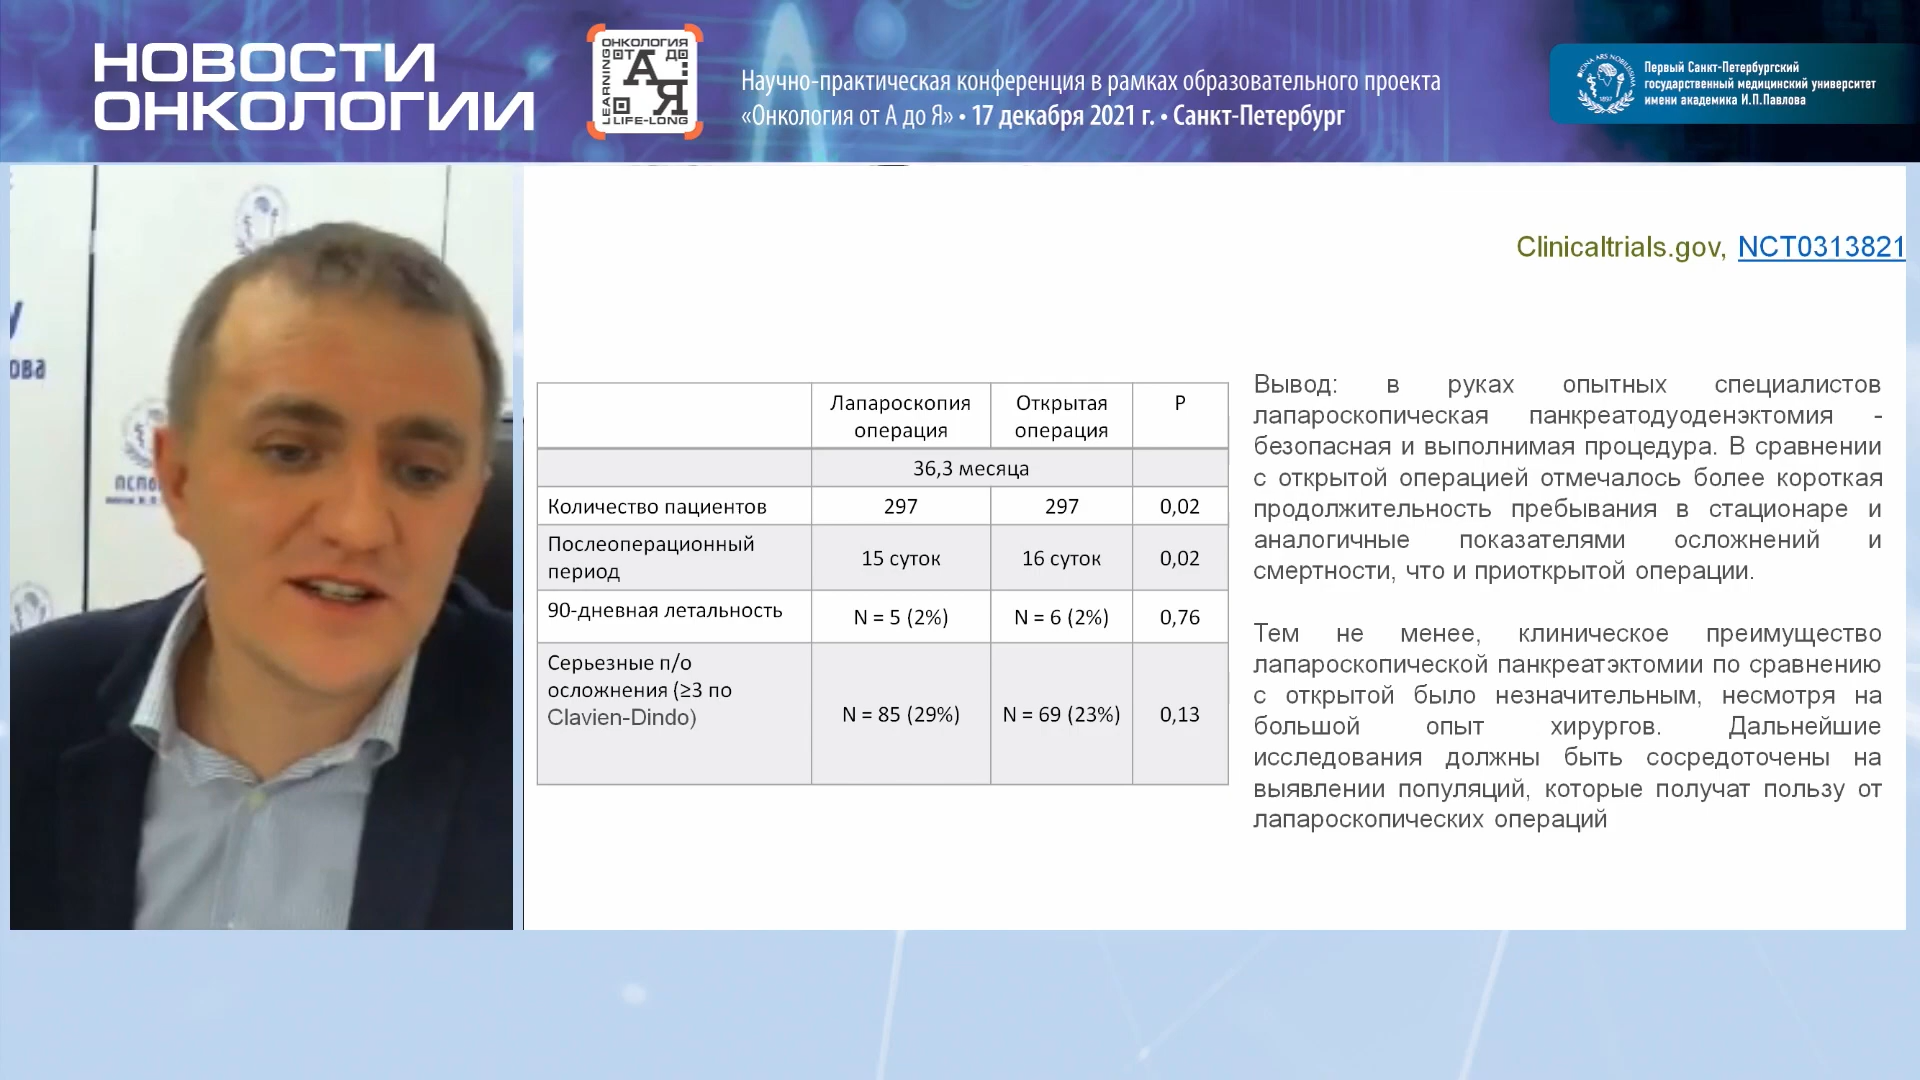 НОВОСТИ
ОНКОЛОГИИ
ОНКОЛОГИЯ
ОТ А ДО Я
LEARNING
LIFE-LONG
Научно-практическая конференция в рамках образовательного проекта
«Онкология от А до Я» • 17 декабря 2021 г. • Санкт-Петербург
Первый Санкт-Петербургский
государственный медицинский университет
имени академика И.П.Павлова
1897
ова
Clinicaltrials.gov, NCT0313821
Лапароскопия операция
Открытая операция
P
36,3 месяца
Количество пациентов 297 297 0,02
Послеоперационный
период 15 суток 16 суток 0,02
90-дневная летальность N = 5 (2%) N = 6 (2%) 0,76
Серьезные п/о
осложнения (≥3 по
Clavien-Dindo) N = 85 (29%) N = 69 (23%) 0,13
Вывод: в руках опытных специалистов
лапароскопическая панкреатодуоденэктомия -
безопасная и выполнимая процедура. В сравнении
с открытой операцией отмечалось более короткая
продолжительность пребывания в стационаре и
аналогичные показателями осложнений и
смертности, что и приоткрытой операции.
Тем не менее, клиническое преимущество
лапароскопической панкреатэктомии по сравнению
с открытой было незначительным, несмотря на
большой опыт хирургов. Дальнейшие
исследования должны быть сосредоточены на
выявлении популяций, которые получат пользу от
лапароскопических операций